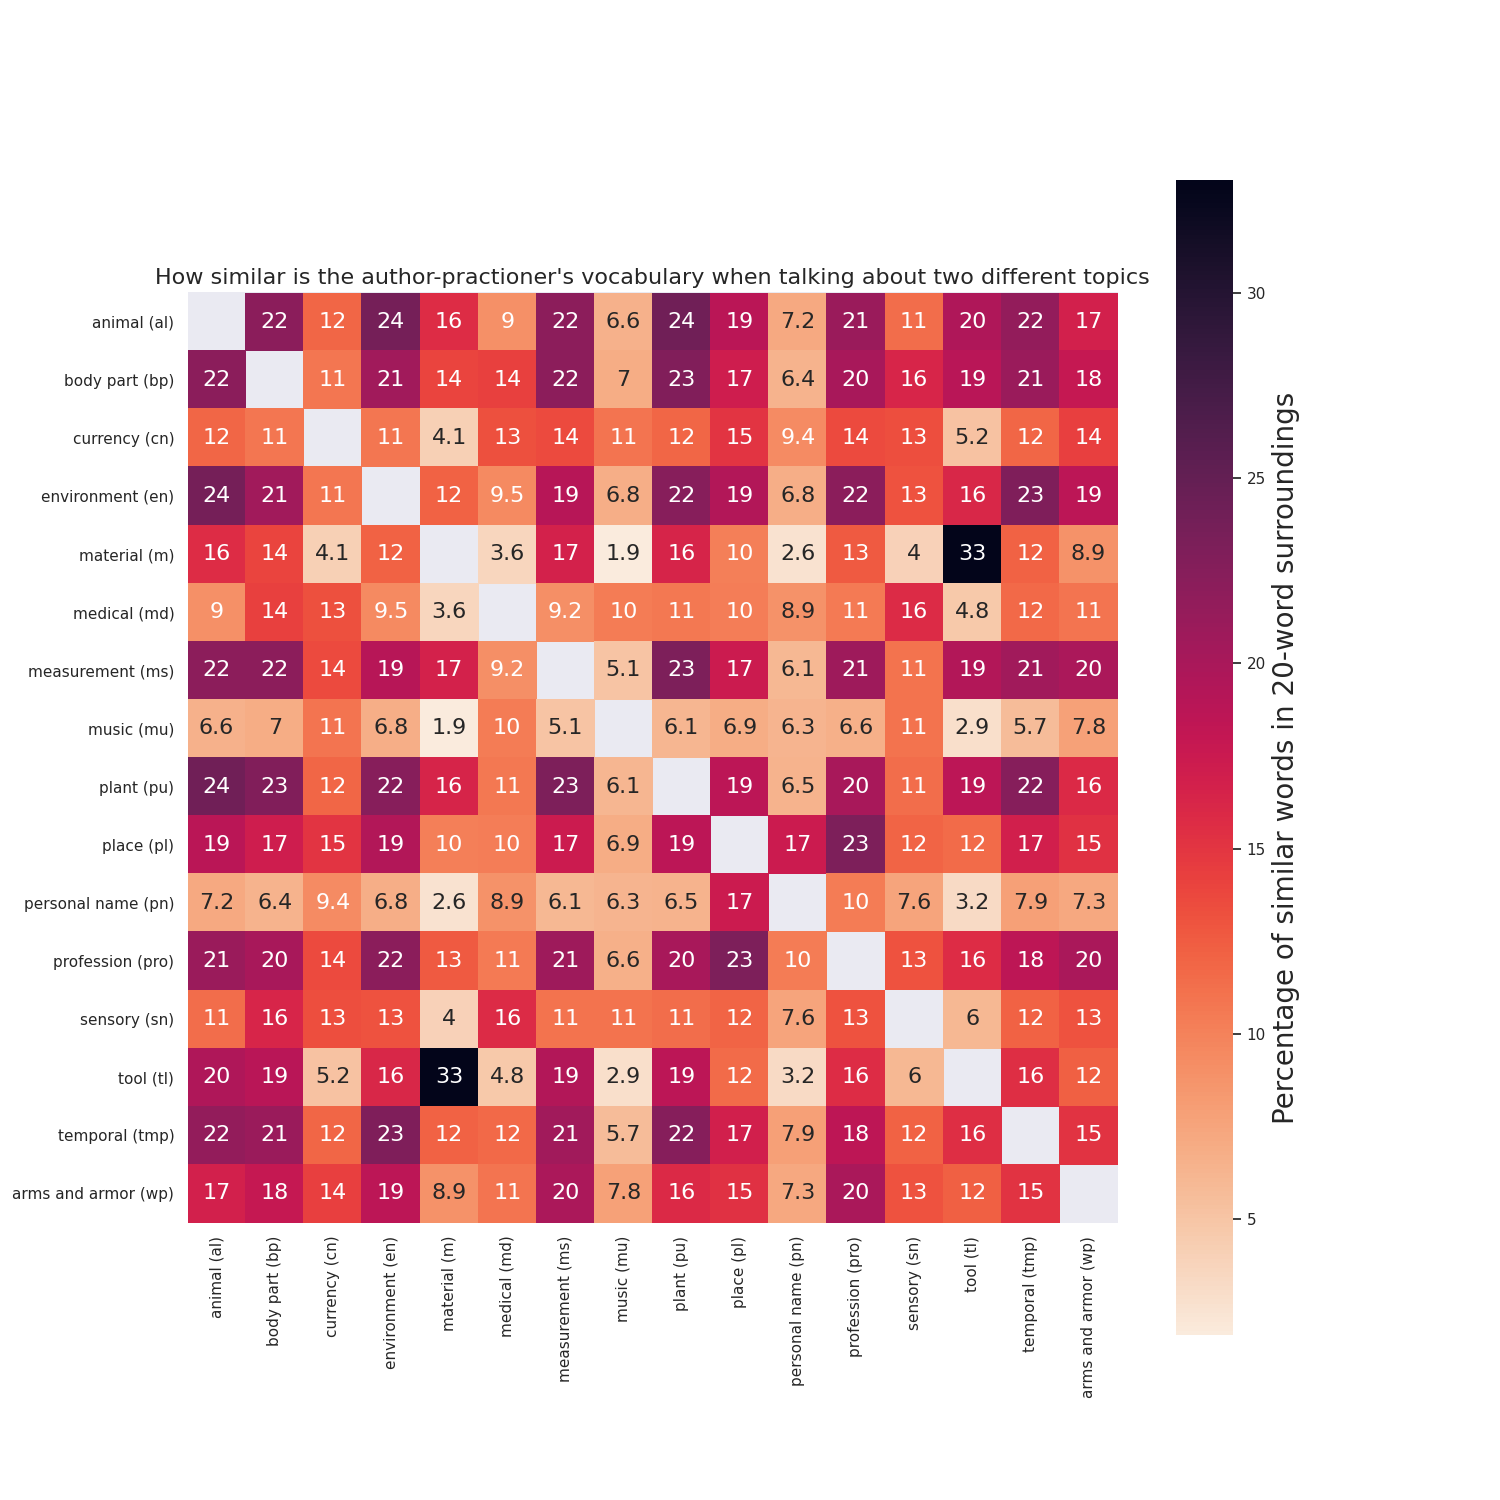 How similar is the author-practioner's vocabulary when talking about two different topics
animal (al) 22 12 24 16 9 22 6.6 24 19 7.2 21 11 20 22 17
body part (bp) 22 11 21 14 14 22 7 23 17 6.4 20 16 19 21 18
currency (cn) 12 11 11 4.1 13 14 11 12 15 9.4 14 13 5.2 12 14
environment (en) 24 21 11 12 9.5 19 6.8 22 19 6.8 22 13 16 23 19
material (m) 16 14 4.1 12 3.6 17 1.9 16 10 2.6 13 4 33 12 8.9
medical (md) 9 14 13 9.5 3.6 9.2 10 11 10 8.9 11 16 4.8 12 11
measurement (ms) 22 22 14 19 17 9.2 5.1 23 17 6.1 21 11 19 21 20
music (mu) 6.6 7 11 6.8 1.9 10 5.1 6.1 6.9 6.3 6.6 11 2.9 5.7 7.8
plant (pu) 24 23 12 22 16 11 23 6.1 19 6.5 20 11 19 22 16
place (pl) 19 17 15 19 10 10 17 6.9 19 17 23 12 12 17 15
personal name (pn) 7.2 6.4 9.4 6.8 2.6 8.9 6.1 6.3 6.5 17 10 7.6 3.2 7.9 7.3
profession (pro) 21 20 14 22 13 11 21 6.6 20 23 10 13 16 18 20
sensory (sn) 11 16 13 13 4 16 11 11 11 12 7.6 13 6 12 13
tool (tl) 20 19 5.2 16 33 4.8 19 2.9 19 12 3.2 16 6 16 12
temporal (tmp) 22 21 12 23 12 12 21 5.7 22 17 7.9 18 12 16 15
arms and armor (wp) 17 18 14 19 8.9 11 20 7.8 16 15 7.3 20 13 12 15
animal (al)
body part (bp)
currency (cn)
environment (en)
material (m)
medical (md)
measurement (ms)
music (mu)
plant (pu)
place (pl)
personal name (pn)
profession (pro)
sensory (sn)
tool (tl)
temporal (tmp)
arms and armor (wp)
30
25
20
15
10
5
Percentage of similar words in 20-word surroundings